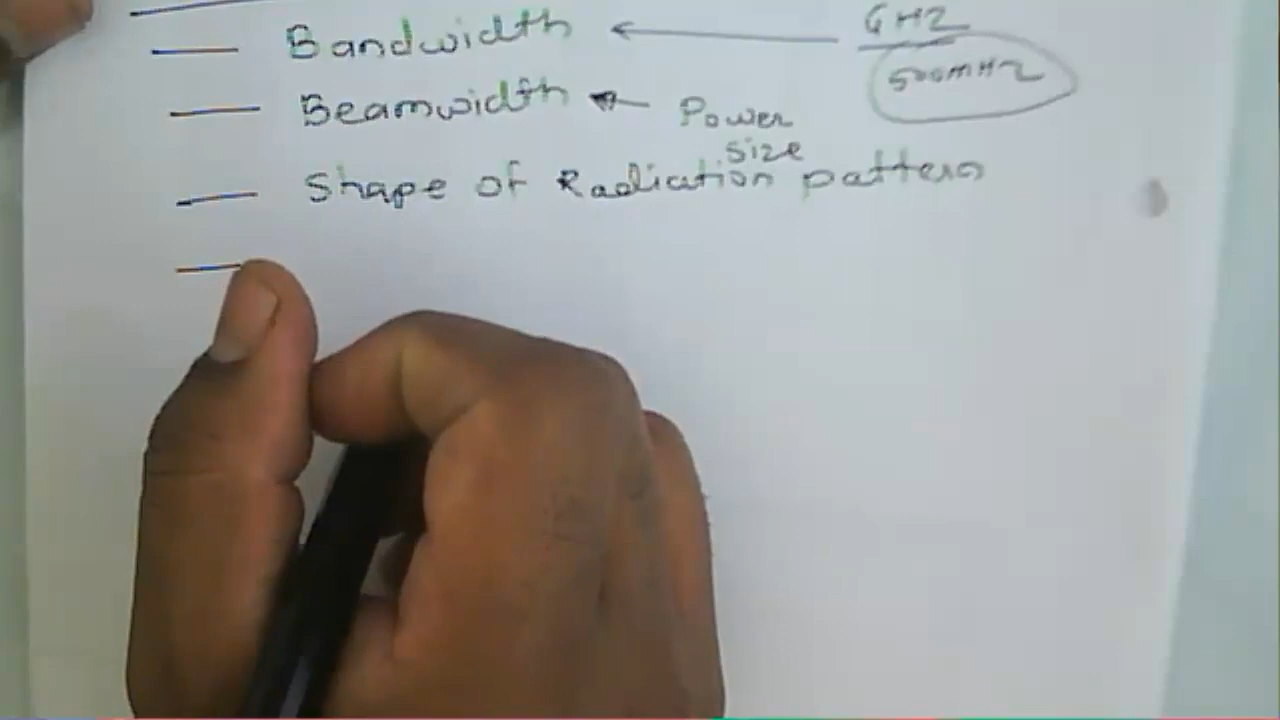 Bandwidth GHZ
500MHZ
Beamwidth Power
Size
Shape of Radiation pattern